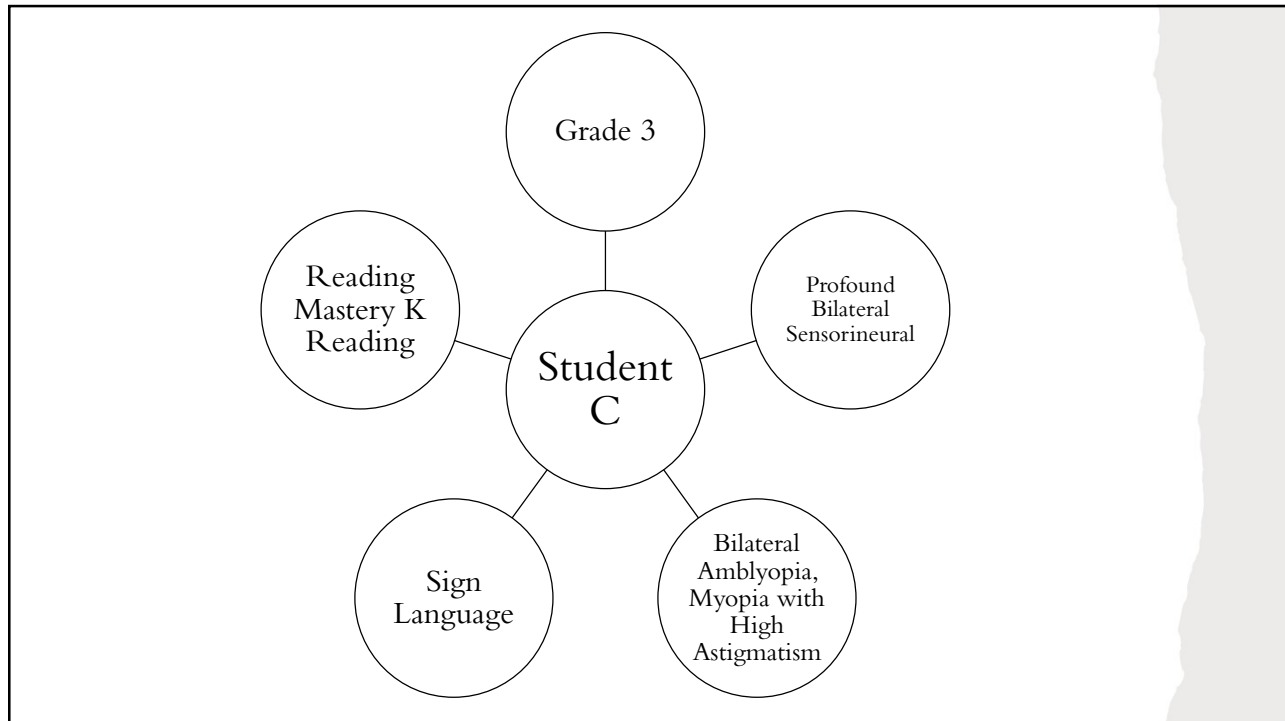 Grade 3
Profound
Bilateral
Sensorineural
Bilateral
Amblyopia,
Myopia with
High
Astigmatism
Sign
Language
Reading
Mastery K
Reading
Student
C